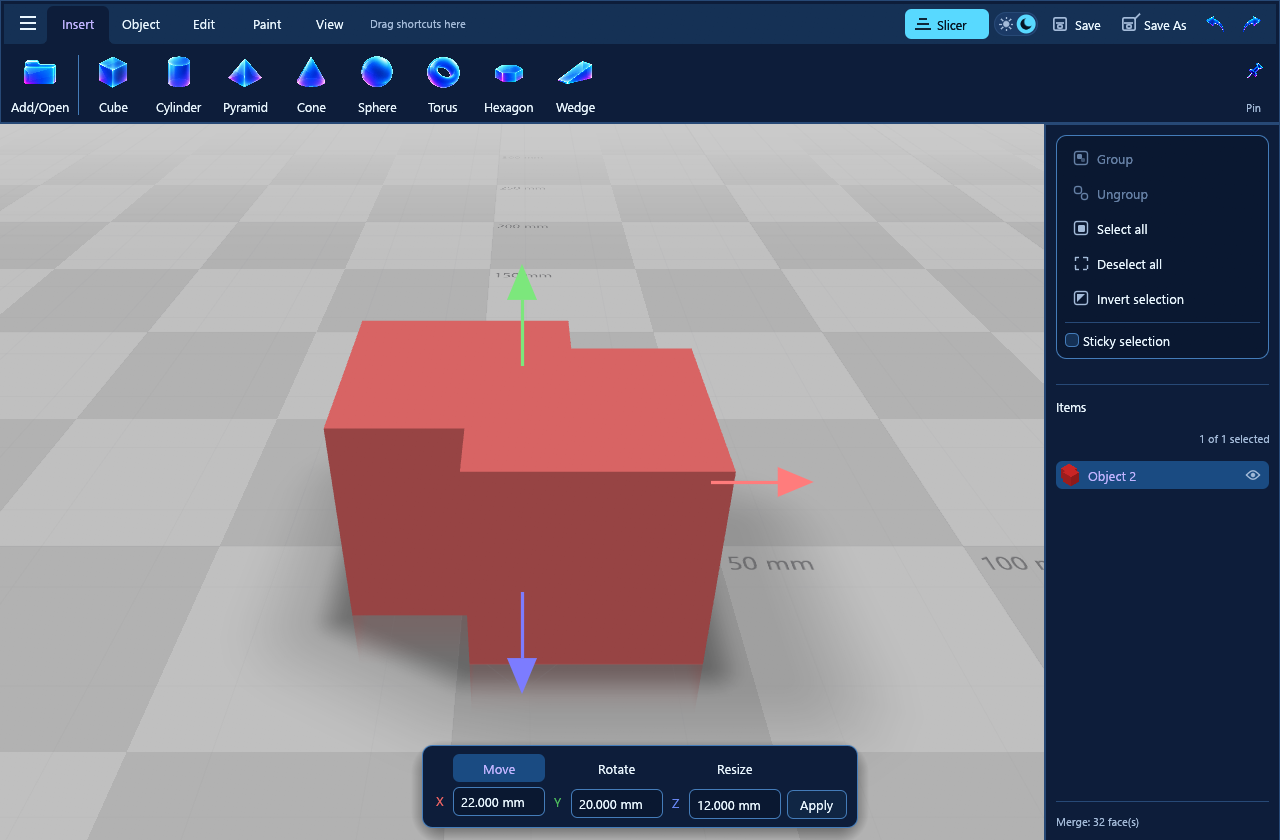 Insert
Object
Edit
Paint
View
Drag shortcuts here
Slicer
Save
Save As
Add/Open
Cube
Cylinder
Pyramid
Cone
Sphere
Torus
Hexagon
Wedge
Pin
Group
Ungroup
Select all
Deselect all
Invert selection
Sticky selection
Items
1 of 1 selected
Object 2
200 mm
150 mm
50 mm
100 m
Move
Rotate
Resize
X 22.000 mm Y 20.000 mm Z 12.000 mm Apply
Merge: 32 face(s)